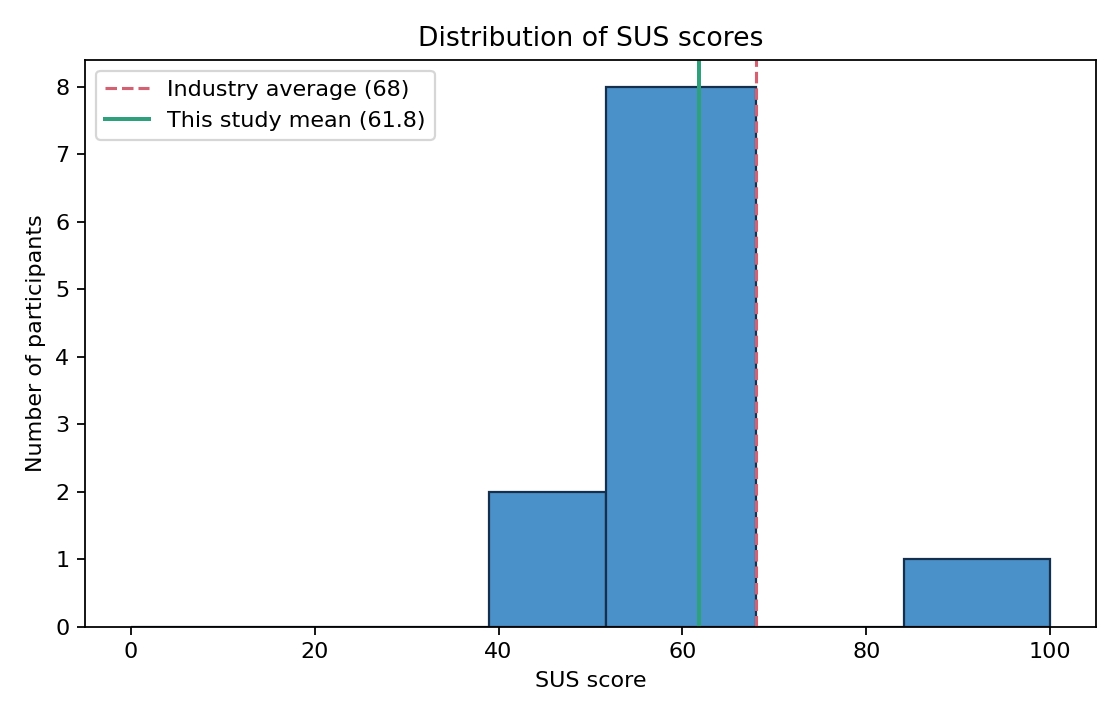 Distribution of SUS scores
Industry average (68)
This study mean (61.8)
Number of participants
8
7
6
5
4
3
2
1
0
0 20 40 60 80 100
SUS score